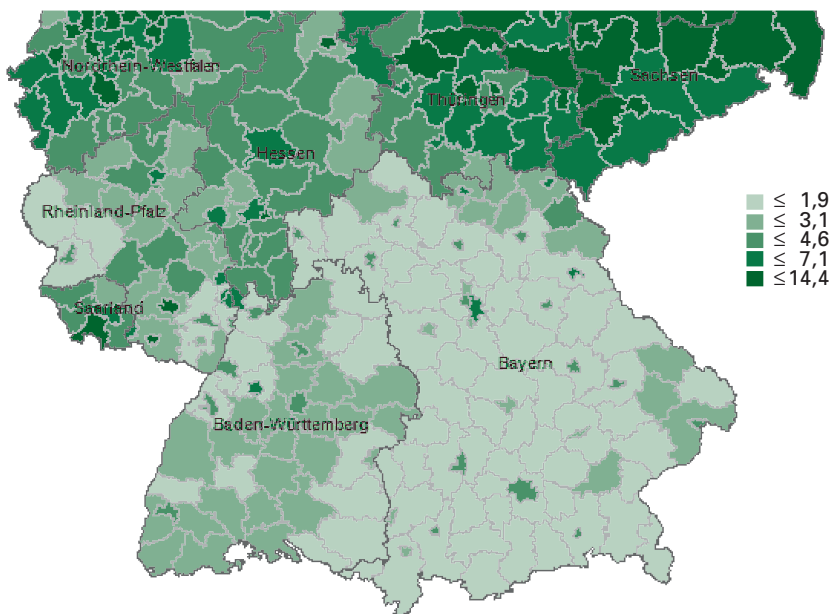 Nordrhein-Westfalen
Sachsen
Thüringen
Hessen
Rheinland-Pfalz
Saarland
Bayern
Baden-Württemberg
≤ 1,9
≤ 3,1
≤ 4,6
≤ 7,1
≤14,4